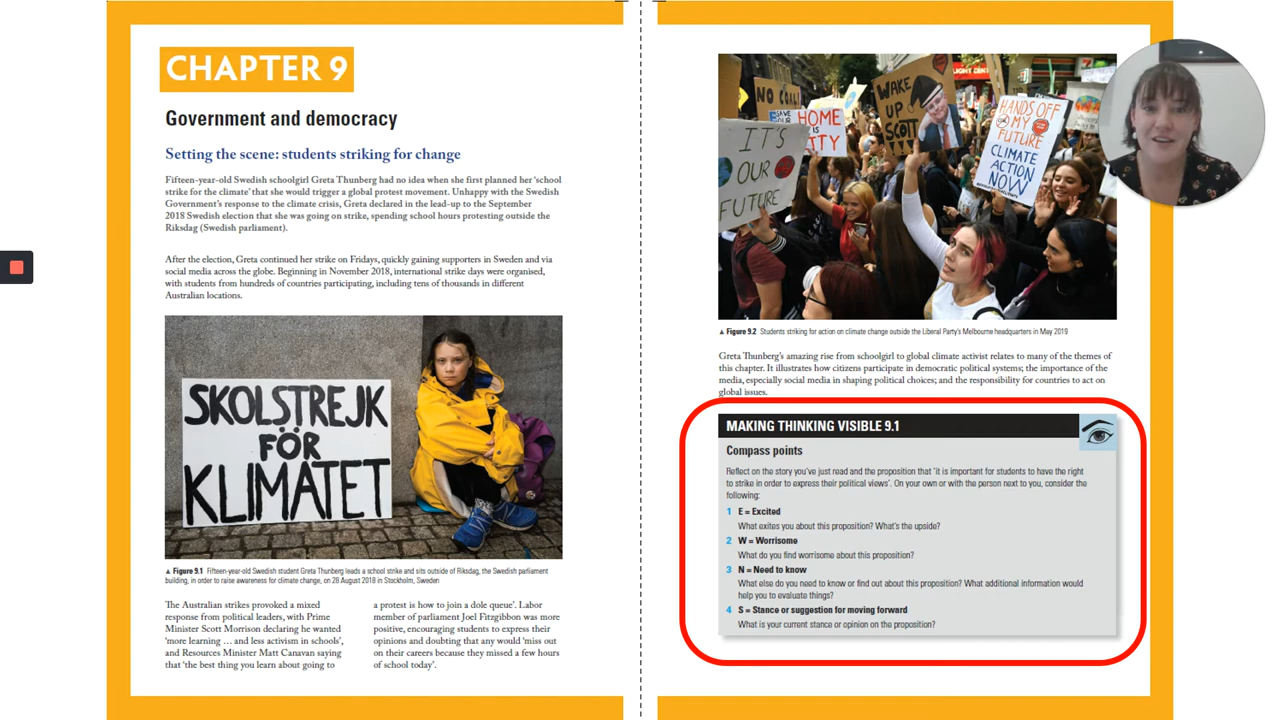 CHAPTER 9
Government and democracy
Setting the scene: students striking for change
Fifteen-year-old Swedish schoolgirl Greta Thunberg had no idea when she first planned her 'school
strike for the climate' that she would trigger a global protest movement. Unhappy with the Swedish
Government's response to the climate crisis, Greta declared in the lead-up to the September
2018 Swedish election that she was going on strike, spending school hours protesting outside the
Riksdag (Swedish parliament).
After the election, Greta continued her strike on Fridays, quickly gaining supporters in Sweden and via
social media across the globe. Beginning in November 2018, international strike days were organised,
with students from hundreds of countries participating, including tens of thousands in different
Australian locations.
SKOLSTREJK
FÖR
KLIMATET
▲ Figure 9.1 Fifteen-year-old Swedish student Greta Thunberg leads a school strike and sits outside of Riksdag, the Swedish parliament
building, in order to raise awareness for climate change, on 28 August 2018 in Stockholm, Sweden
The Australian strikes provoked a mixed
response from political leaders, with Prime
Minister Scott Morrison declaring he wanted
'more learning … and less activism in schools',
and Resources Minister Matt Canavan saying
that 'the best thing you learn about going to
a protest is how to join a dole queue'. Labor
member of parliament Joel Fitzgibbon was more
positive, encouraging students to express their
opinions and doubting that any would 'miss out
on their careers because they missed a few hours
of school today'.
NO COAL!
HOME
IS
IT'S
OUR
FUTURE
WAKE
UP
SCOTT
HANDS OFF
MY
FUTURE
CLIMATE
ACTION
NOW
▲ Figure 9.2 Students striking for action on climate change outside the Liberal Party's Melbourne headquarters in May 2019
Greta Thunberg's amazing rise from schoolgirl to global climate activist relates to many of the themes of
this chapter. It illustrates how citizens participate in democratic political systems; the importance of the
media, especially social media in shaping political choices; and the responsibility for countries to act on
global issues.
MAKING THINKING VISIBLE 9.1
Compass points
Reflect on the story you've just read and the proposition that 'it is important for students to have the right
to strike in order to express their political views'. On your own or with the person next to you, consider the
following:
1 E = Excited
What exites you about this proposition? What's the upside?
2 W = Worrisome
What do you find worrisome about this proposition?
3 N = Need to know
What else do you need to know or find out about this proposition? What additional information would
help you to evaluate things?
4 S = Stance or suggestion for moving forward
What is your current stance or opinion on the proposition?